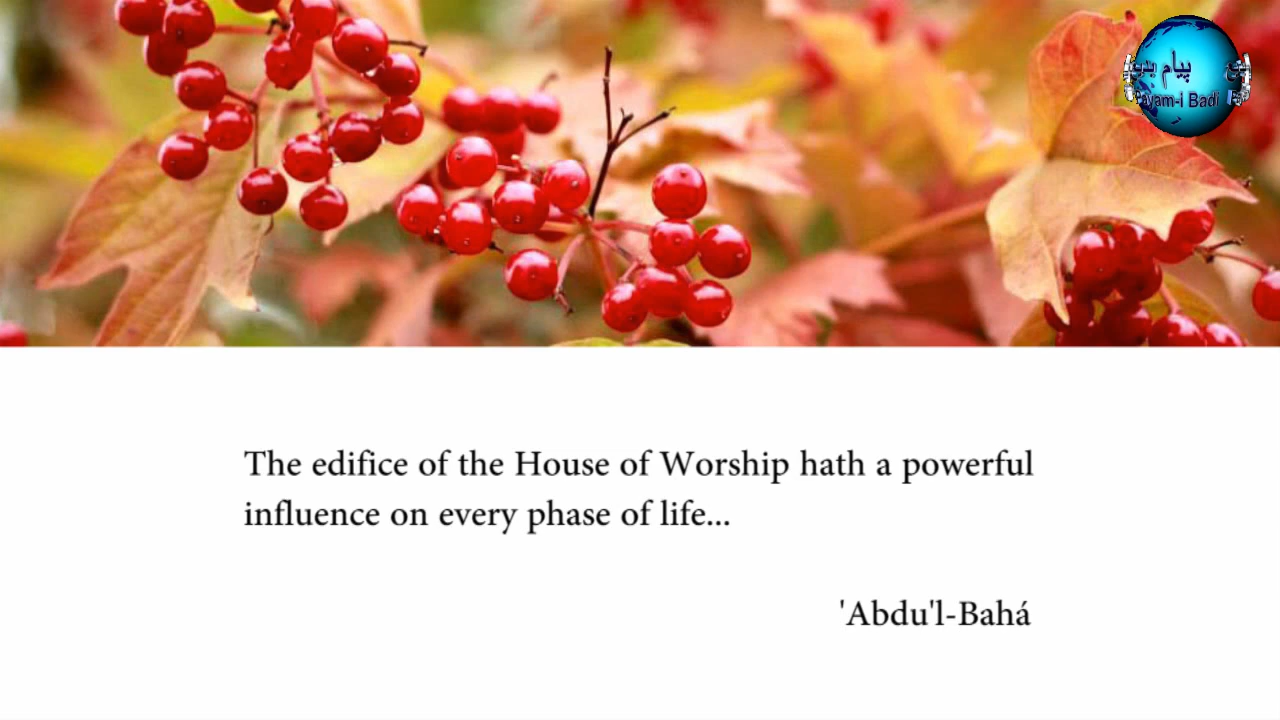 پیام بدیع
Payam-i Badi
The edifice of the House of Worship hath a powerful
influence on every phase of life...
'Abdu'l-Bahá